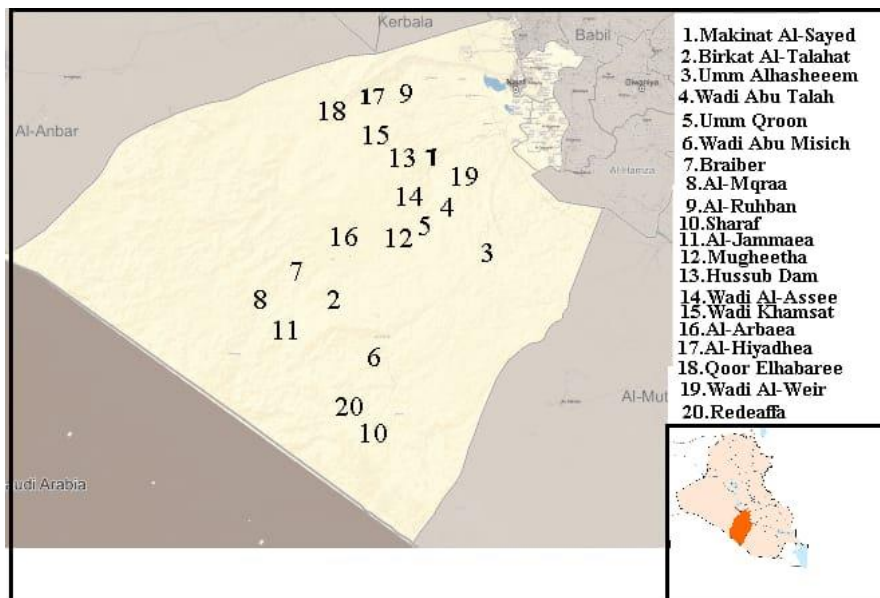 Kerbala
Babil
Najaf
Diwaniya
Al-Anbar
Al-Hamza
Al-Mut
udi Arabia
18 17 9
15
13 1
19
14 4
5
16 12
3
7
8 2
11
6
20
10
1.Makinat Al-Sayed
2.Birkat Al-Talahat
3.Umm Alhasheeem
4.Wadi Abu Talah
5.Umm Qroon
6.Wadi Abu Misich
7.Braiber
8.Al-Mqraa
9.Al-Ruhban
10.Sharaf
11.Al-Jammaea
12.Mugheetha
13.Hussub Dam
14.Wadi Al-Assee
15.Wadi Khamsat
16.Al-Arbaea
17.Al-Hiyadhea
18.Qoor Elhabaree
19.Wadi Al-Weir
20.Redeaffa